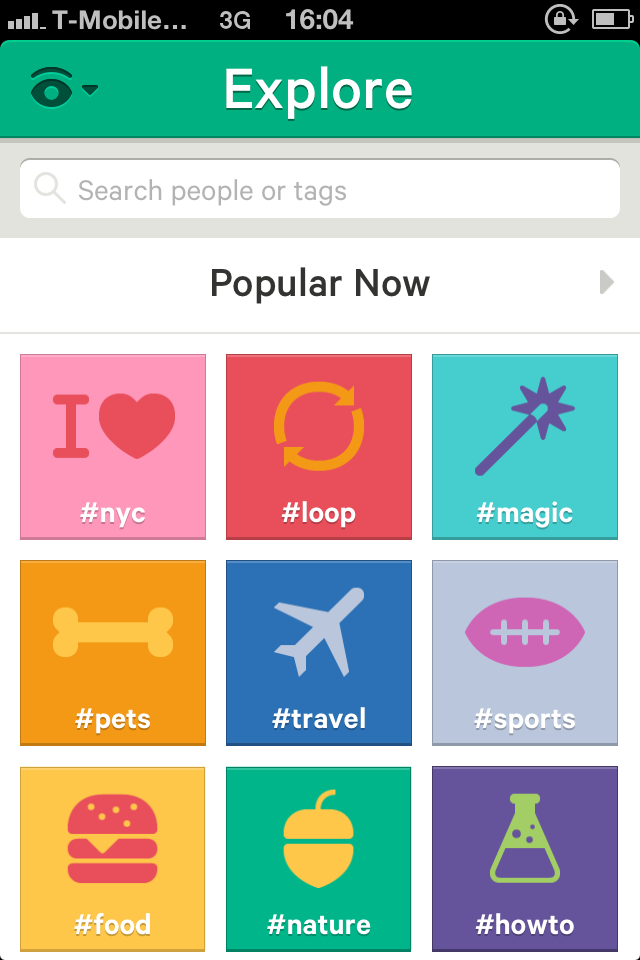 T-Mobile... 3G 16:04
Explore
Search people or tags
Popular Now
I
#nyc #loop #magic
#pets #travel #sports
#food #nature #howto